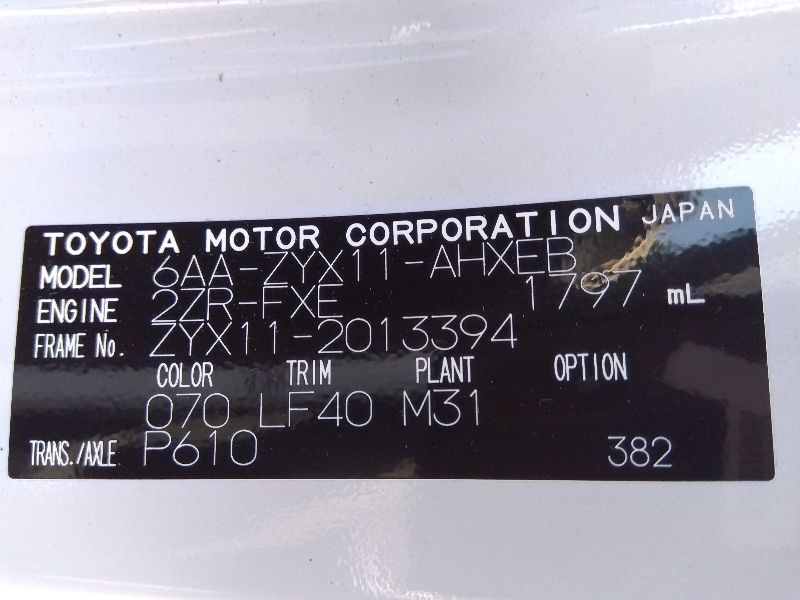 TOYOTA MOTOR CORPORATION JAPAN
MODEL 6AA-ZYX11-AHXEB
ENGINE 2ZR-FXE 1797 mL
FRAME No. ZYX11-2013394
COLOR TRIM PLANT OPTION
070 LF40 M31
TRANS./AXLE P610 382